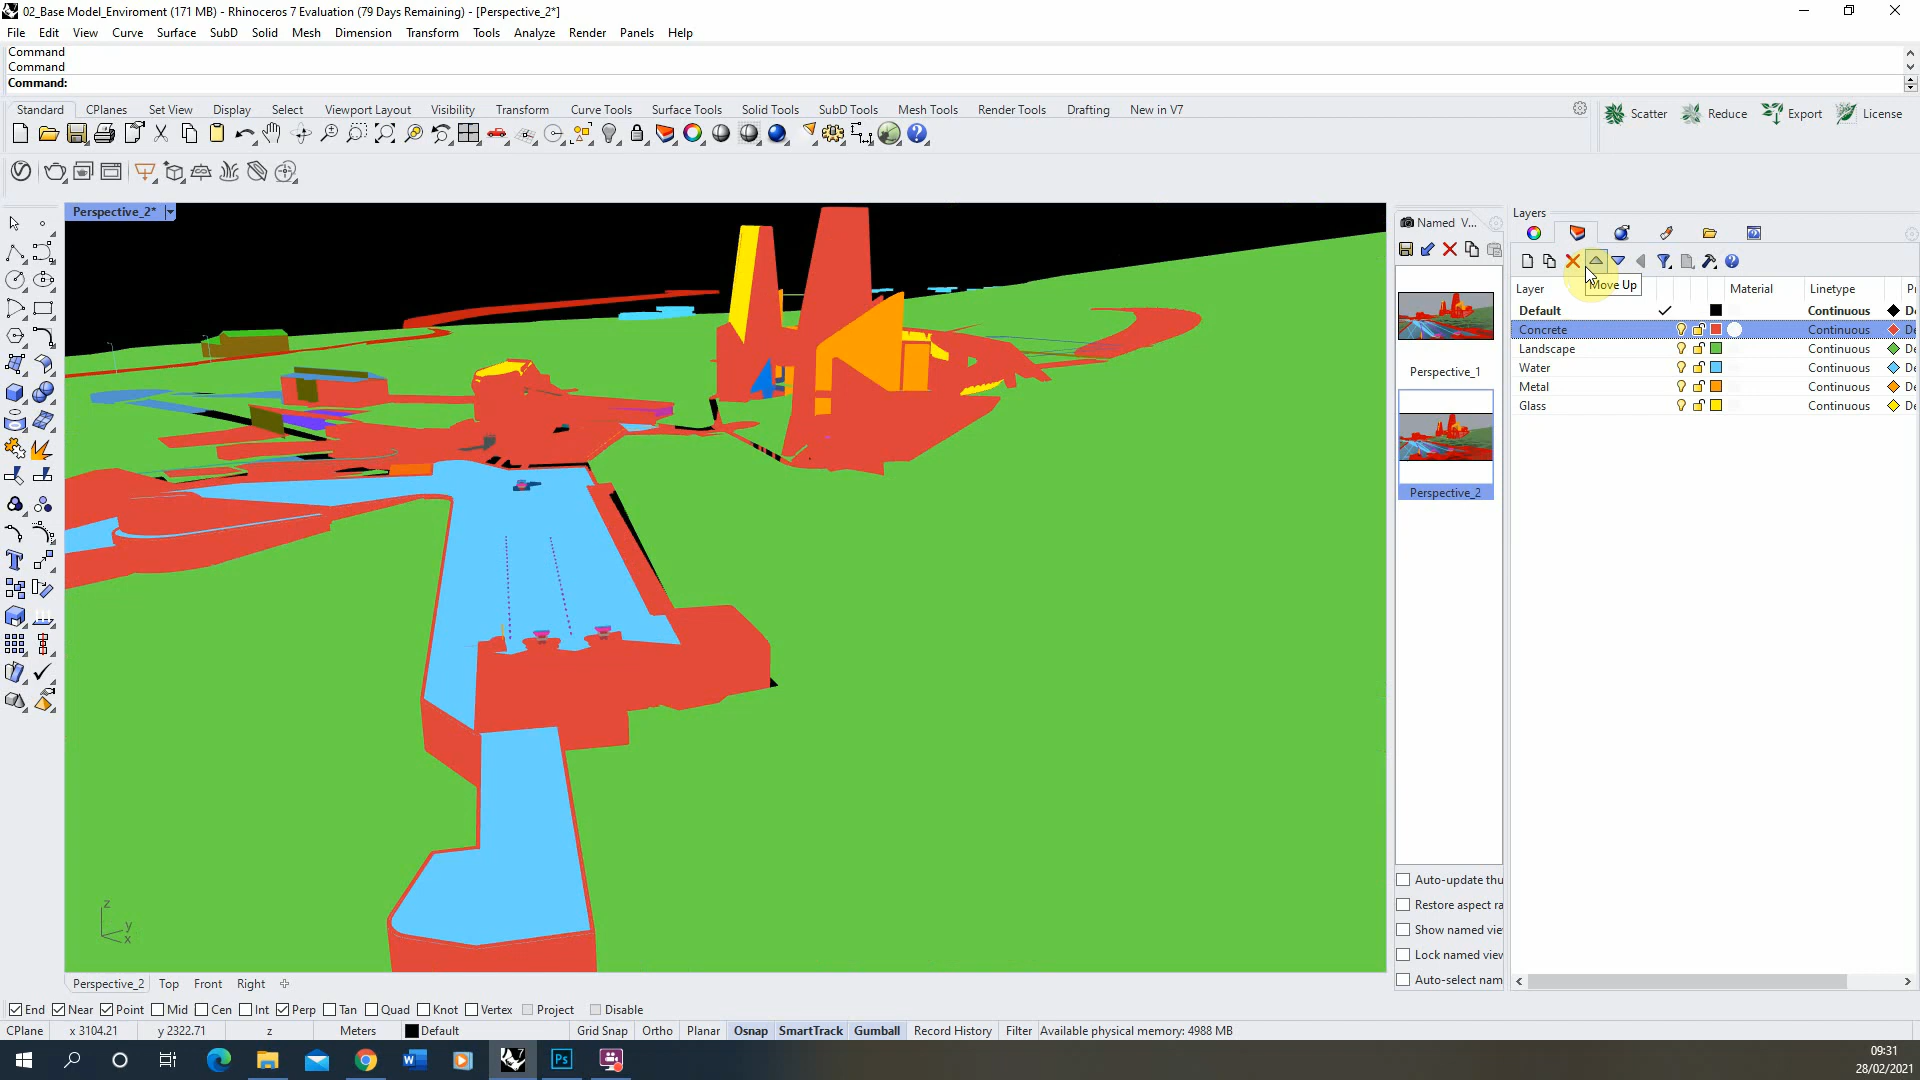 02_Base Model_Enviroment (171 MB) - Rhinoceros 7 Evaluation (79 Days Remaining) - [Perspective_2*]
File Edit View Curve Surface SubD Solid Mesh Dimension Transform Tools Analyze Render Panels Help
Command
Command
Command:
Standard CPlanes Set View Display Select Viewport Layout Visibility Transform Curve Tools Surface Tools Solid Tools SubD Tools Mesh Tools Render Tools Drafting New in V7
Scatter Reduce Export License
Perspective_2*
Named V...
Layers
Move Up
Layer Material Linetype
Default Continuous
Concrete Continuous
Landscape Continuous
Water Continuous
Metal Continuous
Glass Continuous
Perspective_1
Perspective_2
Auto-update thu
Restore aspect ra
Show named vie
Lock named view
Auto-select nam
z
y
x
Perspective_2 Top Front Right
End Near Point Mid Cen Int Perp Tan Quad Knot Vertex Project Disable
CPlane x 3104.21 y 2322.71 z Meters Default Grid Snap Ortho Planar Osnap SmartTrack Gumball Record History Filter Available physical memory: 4988 MB
09:31
28/02/2021